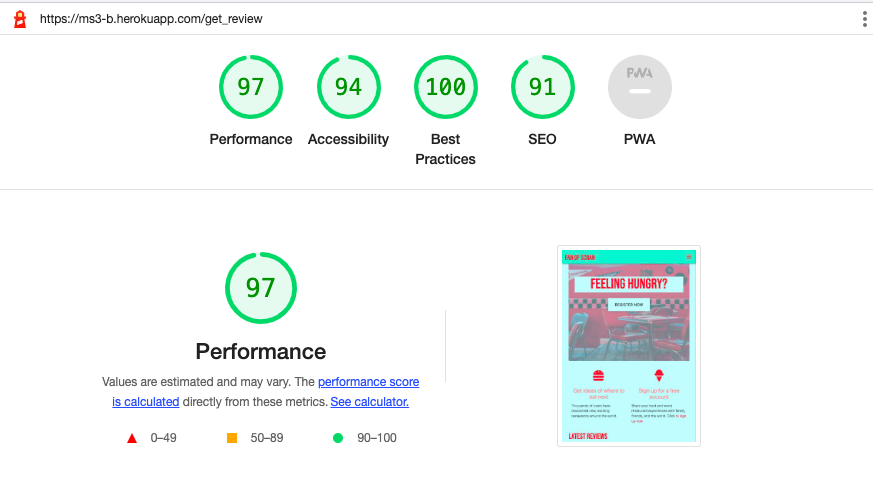 https://ms3-b.herokuapp.com/get_review
97
94
100
91
PWA
Performance
Accessibility
Best
Practices
SEO
PWA
97
Performance
Values are estimated and may vary. The performance score
is calculated directly from these metrics. See calculator.
0–49
50–89
90–100
FAN OF SCRAN
FEELING HUNGRY?
REGISTER NOW
Get ideas of where to
eat next
Sign up for a free
account
LATEST REVIEWS